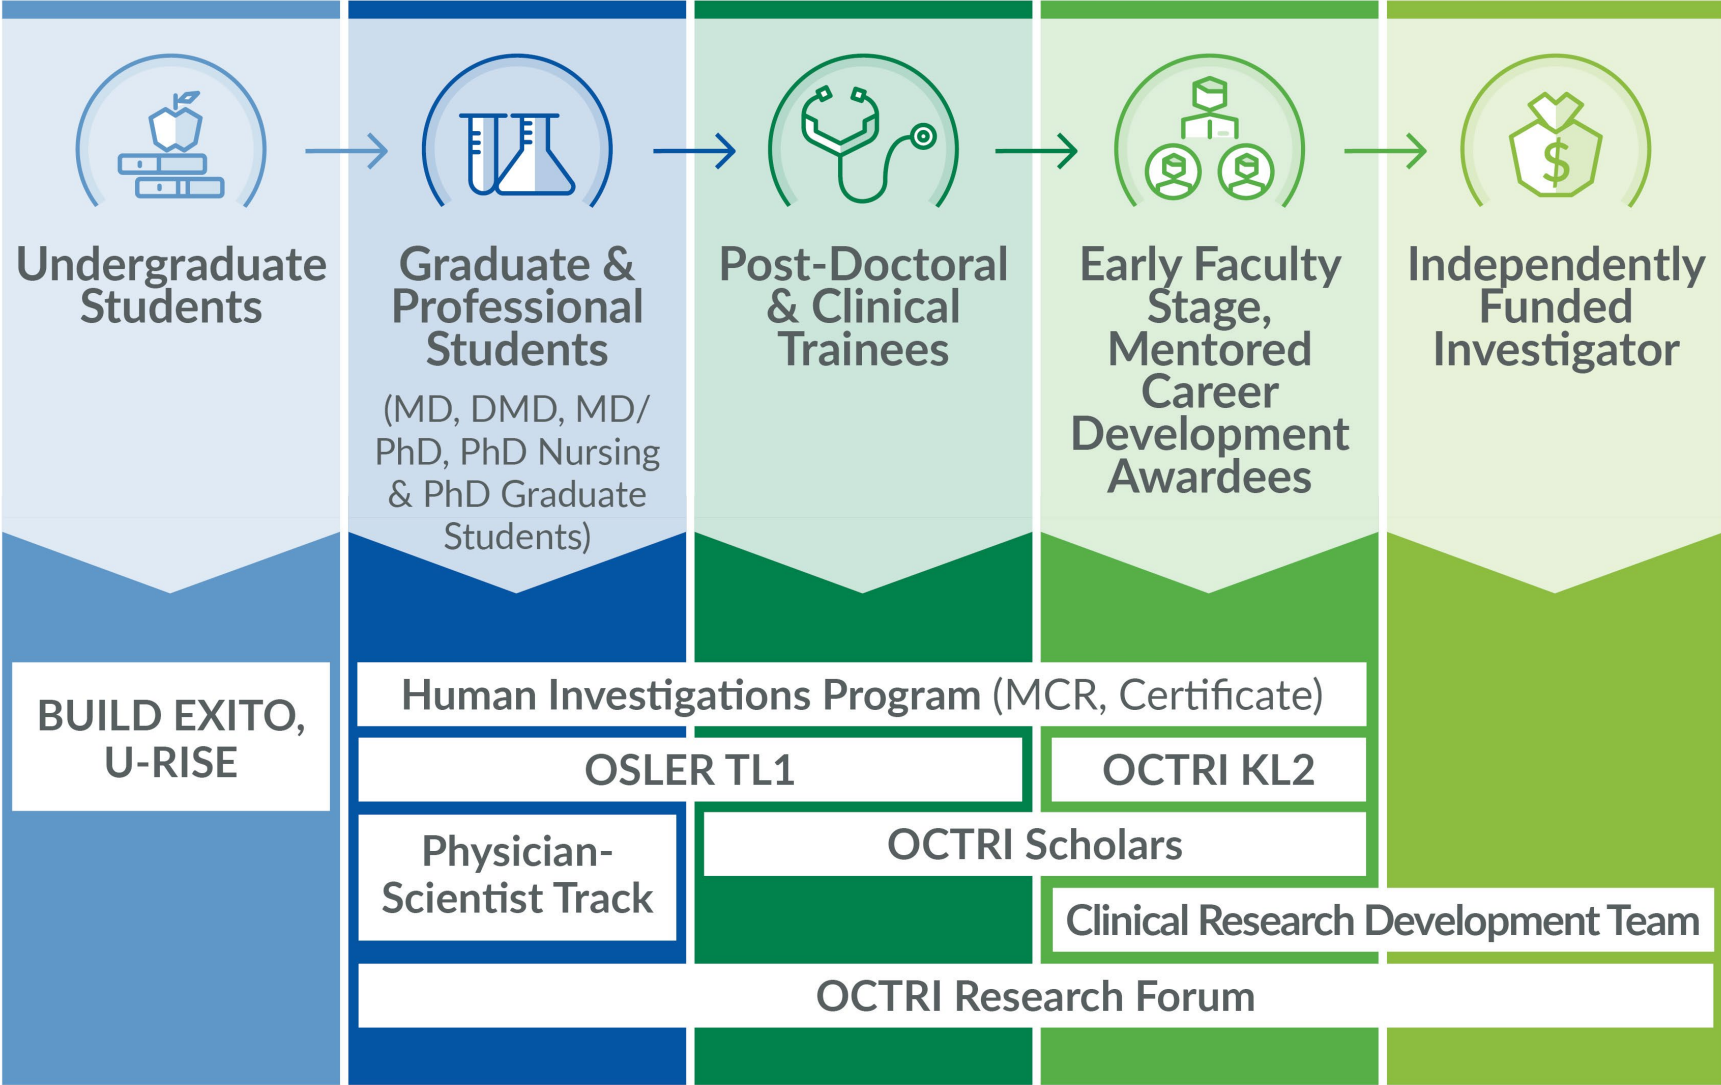 Undergraduate
Students
Graduate &
Professional
Students
(MD, DMD, MD/
PhD, PhD Nursing
& PhD Graduate
Students)
Post-Doctoral
& Clinical
Trainees
Early Faculty
Stage,
Mentored
Career
Development
Awardees
$
Independently
Funded
Investigator
BUILD EXITO,
U-RISE
Human Investigations Program (MCR, Certificate)
OSLER TL1
OCTRI KL2
Physician-
Scientist Track
OCTRI Scholars
Clinical Research Development Team
OCTRI Research Forum